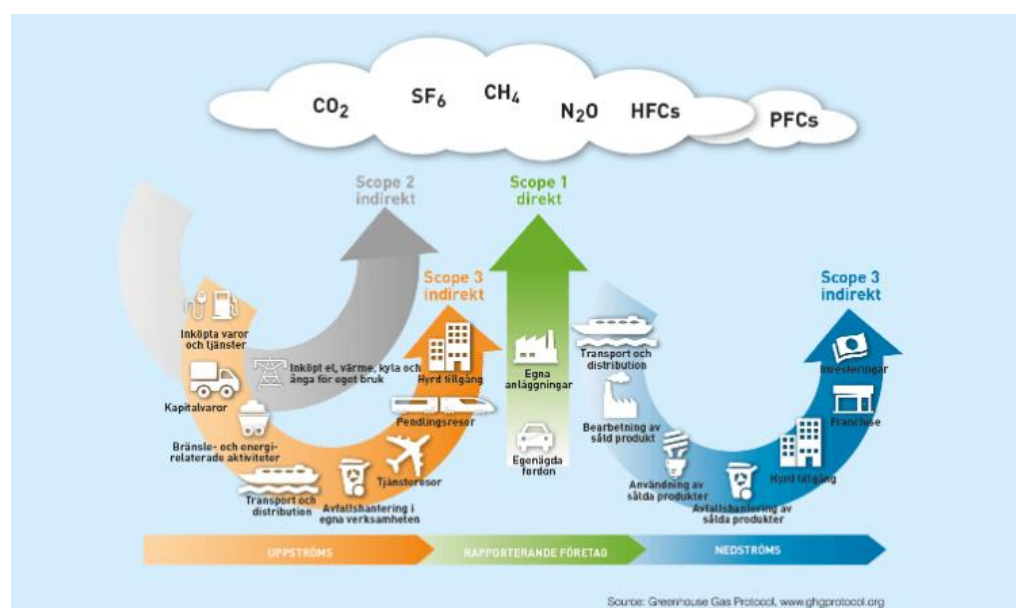 CO₂
SF₆
CH₄
N₂O
HFCs
PFCs
Scope 2
indirekt
Scope 1
direkt
Scope 3
indirekt
Scope 3
indirekt
Inköpta varor
och tjänster
Kapitalvaror
Inköpt el, värme, kyla och
ånga för eget bruk
Bränsle- och energi-
relaterade aktiviteter
Transport och
distribution
Avfallshantering i
egna verksamheten
Tjänsteresor
Pendlingsresor
Hyrd tillgång
Egna
anläggningar
Egenägda
fordon
Transport och
distribution
Bearbetning av
såld produkt
Användning av
sålda produkter
Avfallshantering av
sålda produkter
Hyrd tillgång
Franchise
Investeringar
UPPSTRÖMS
RAPPORTERANDE FÖRETAG
NEDSTRÖMS
Source: Greenhouse Gas Protocol, www.ghgprotocol.org